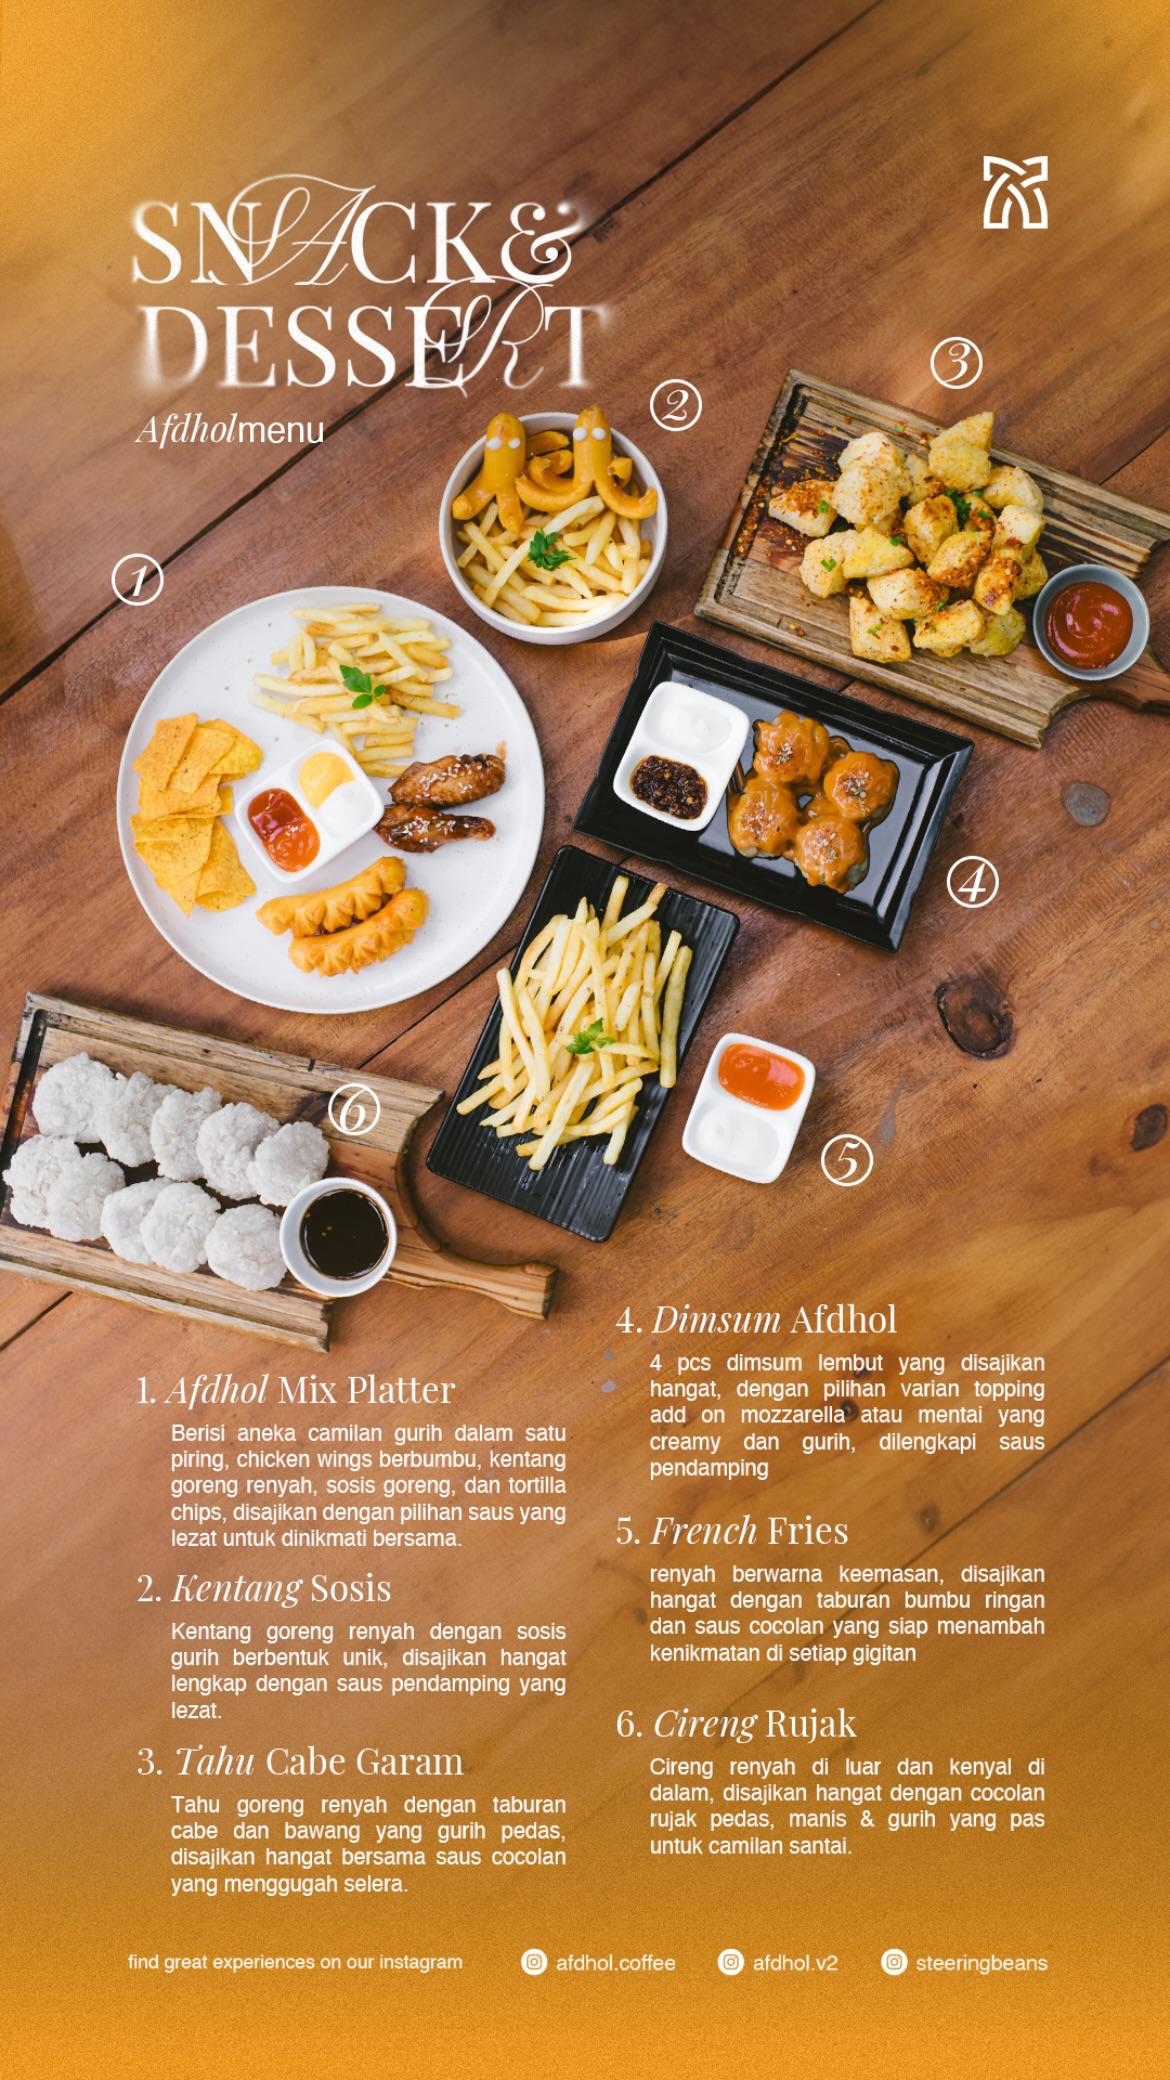 SNACK &
DESSERT
Afdholmenu
3
2
1
4
6
5
1. Afdhol Mix Platter
Berisi aneka camilan gurih dalam satu
piring, chicken wings berbumbu, kentang
goreng renyah, sosis goreng, dan tortilla
chips, disajikan dengan pilihan saus yang
lezat untuk dinikmati bersama.
2. Kentang Sosis
Kentang goreng renyah dengan sosis
gurih berbentuk unik, disajikan hangat
lengkap dengan saus pendamping yang
lezat.
3. Tahu Cabe Garam
Tahu goreng renyah dengan taburan
cabe dan bawang yang gurih pedas,
disajikan hangat bersama saus cocolan
yang menggugah selera.
4. Dimsum Afdhol
4 pcs dimsum lembut yang disajikan
hangat, dengan pilihan varian topping
add on mozzarella atau mentai yang
creamy dan gurih, dilengkapi saus
pendamping
5. French Fries
renyah berwarna keemasan, disajikan
hangat dengan taburan bumbu ringan
dan saus cocolan yang siap menambah
kenikmatan di setiap gigitan
6. Cireng Rujak
Cireng renyah di luar dan kenyal di
dalam, disajikan hangat dengan cocolan
rujak pedas, manis & gurih yang pas
untuk camilan santai.
find great experiences on our instagram afdhol.coffee afdhol.v2 steeringbeans